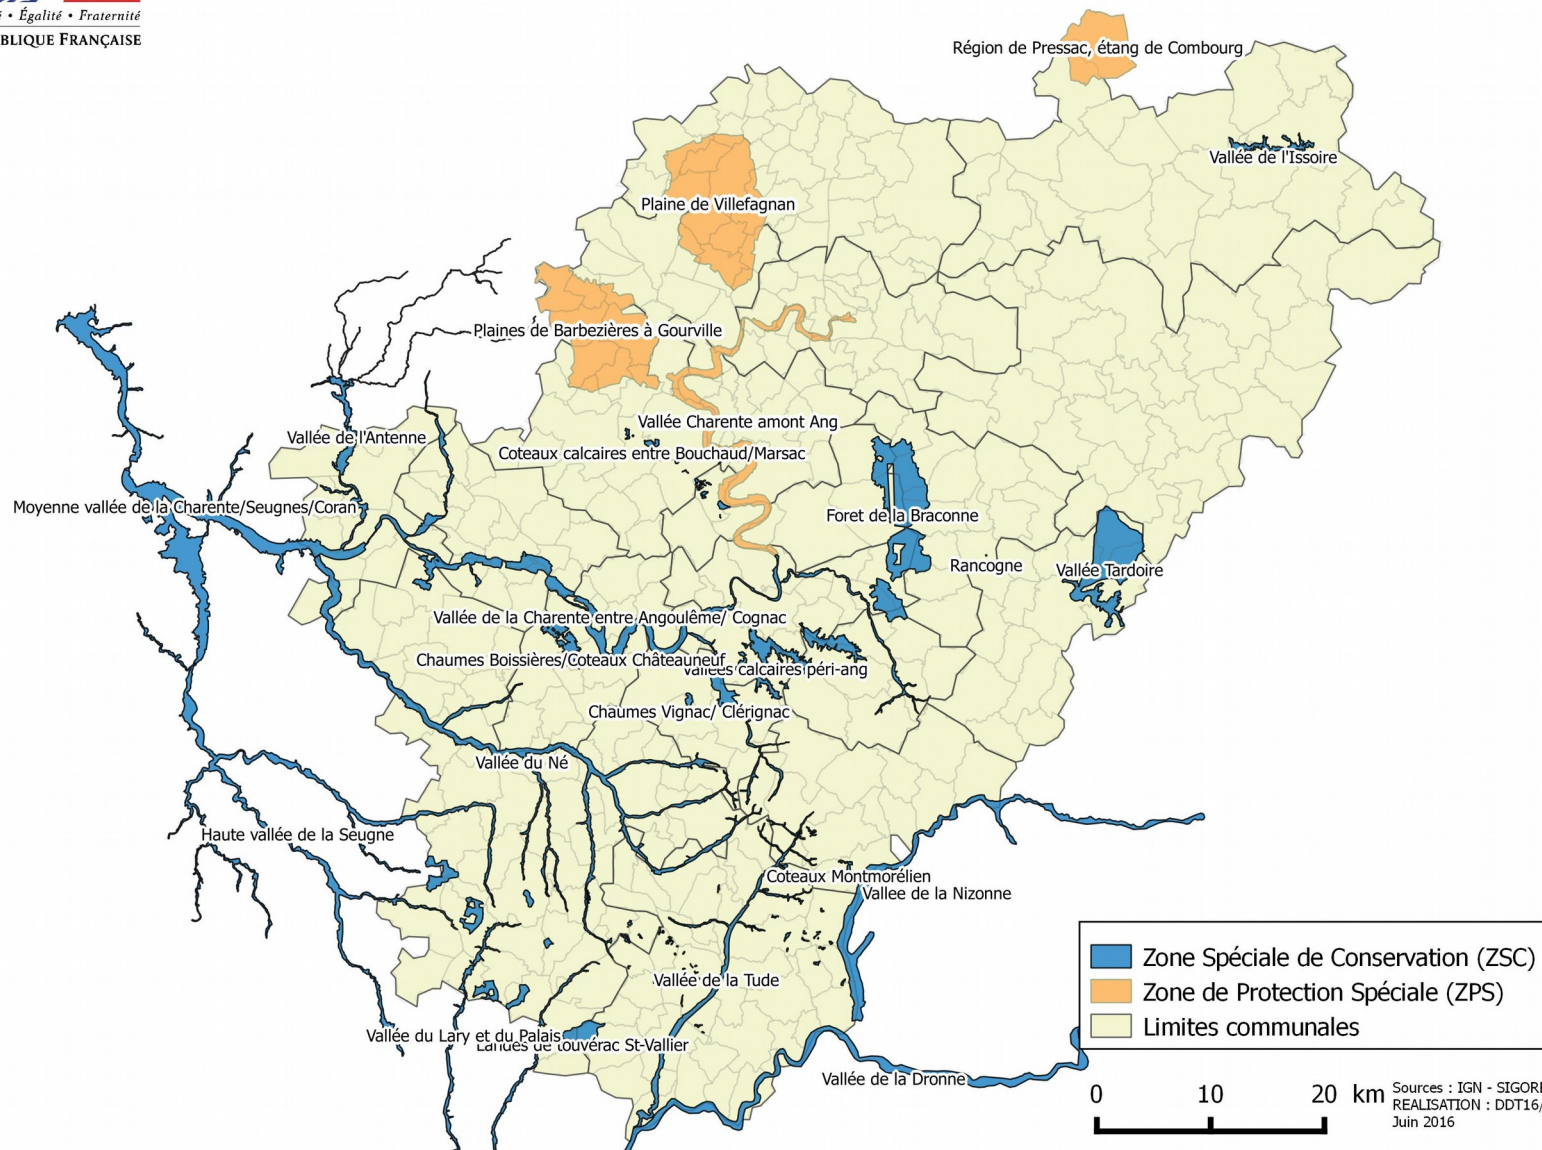 Égalité • Fraternité
RÉPUBLIQUE FRANÇAISE
Région de Pressac, étang de Combourg
Vallée de l'Issoire
Plaine de Villefagnan
Plaines de Barbezières à Gourville
Vallée Charente amont Ang
Vallée de l'Antenne
Coteaux calcaires entre Bouchaud/Marsac
Moyenne vallée de la Charente/Seugnes/Coran
Foret de la Braconne
Rancogne
Vallée Tardoire
Vallée de la Charente entre Angoulême/ Cognac
Chaumes Boissières/Coteaux Châteauneuf
Vallées calcaires péri-ang
Chaumes Vignac/ Clérignac
Vallée du Né
Haute vallée de la Seugne
Coteaux Montmorélien
Vallee de la Nizonne
Vallée de la Tude
Vallée du Lary et du Palais
Landes de Touvérac St-Vallier
Vallée de la Dronne
Zone Spéciale de Conservation (ZSC)
Zone de Protection Spéciale (ZPS)
Limites communales
0 10 20 km
Sources : IGN - SIGORE
REALISATION : DDT16/
Juin 2016